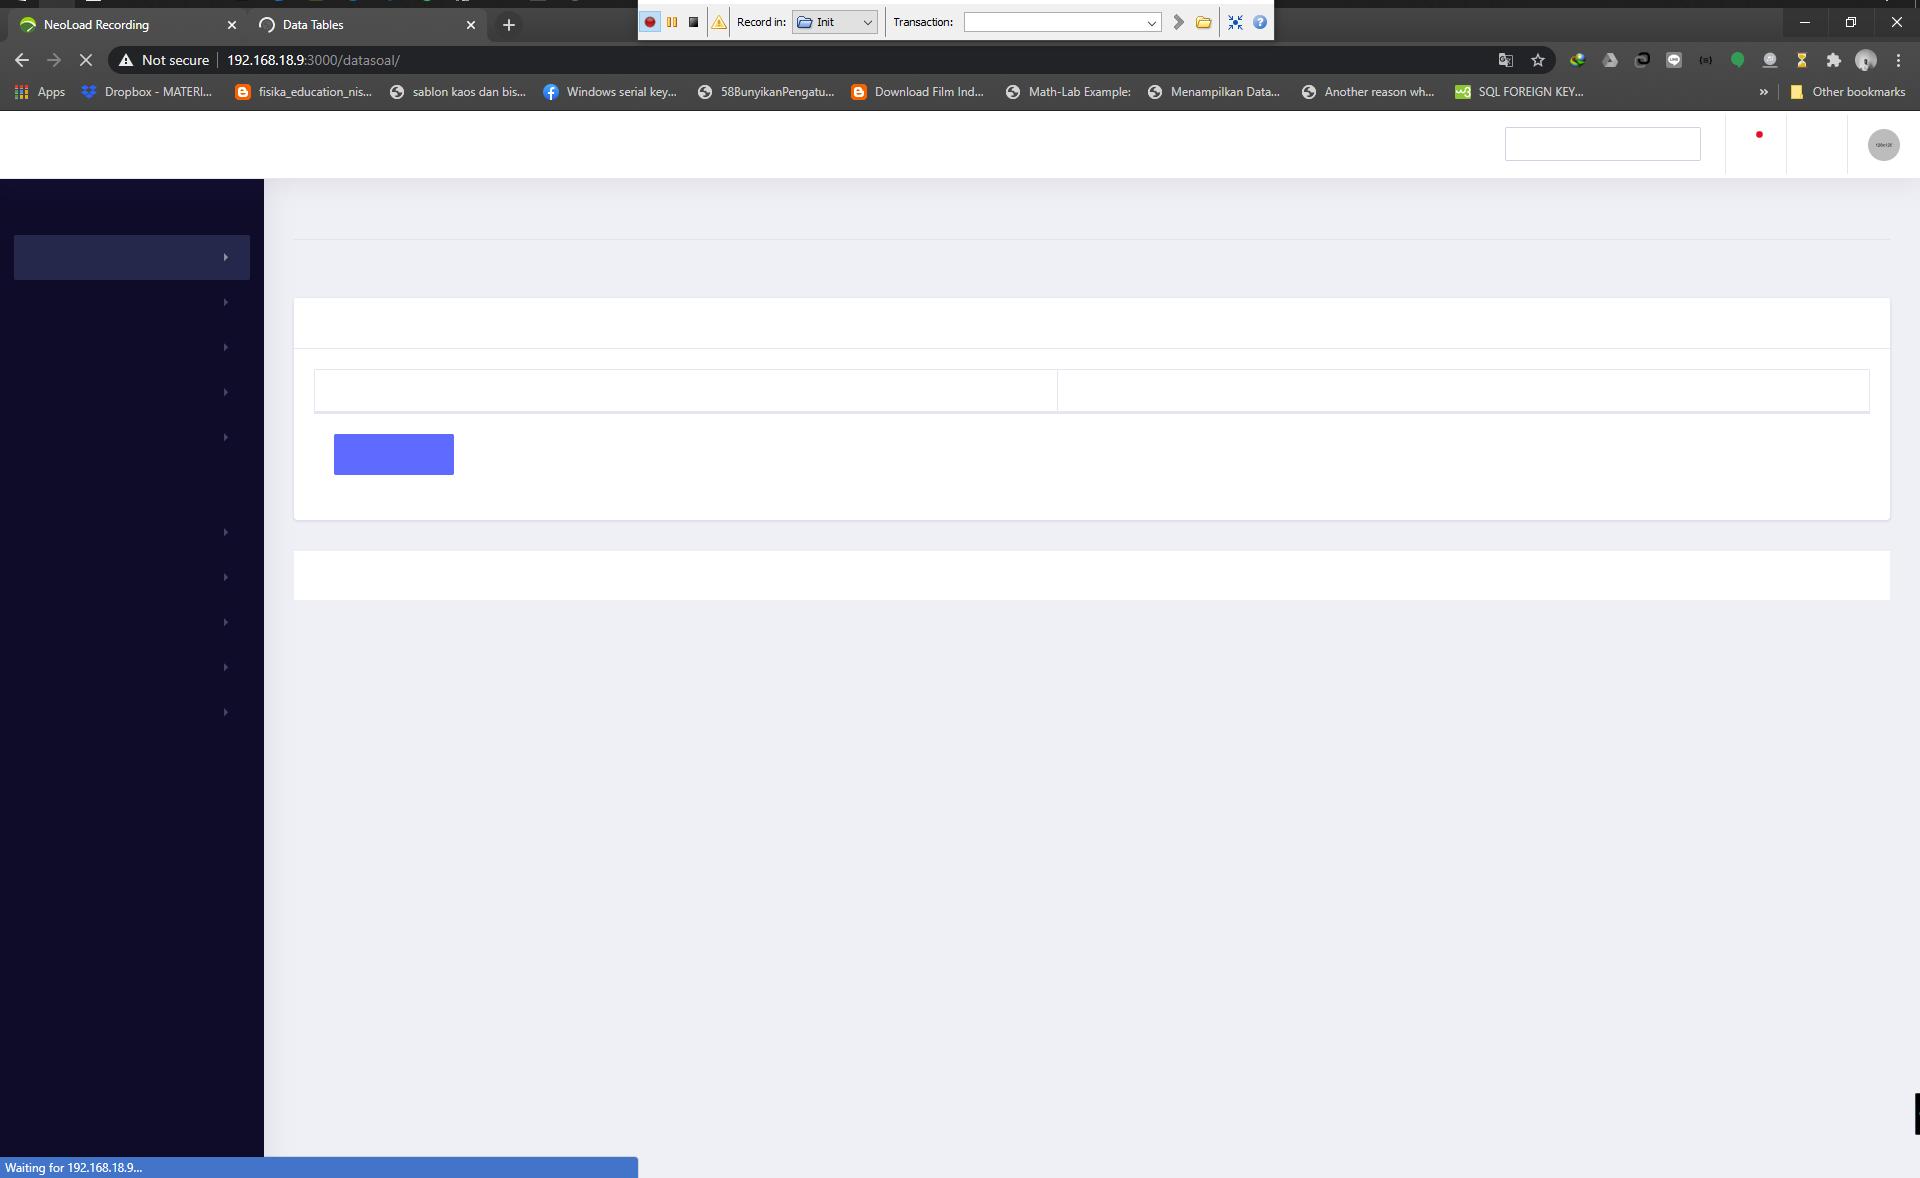 NeoLoad Recording
Data Tables
Record in: Init Transaction:
Not secure 192.168.18.9:3000/datasoal/
Apps Dropbox - MATERI... fisika_education_nis... sablon kaos dan bis... Windows serial key... 58BunyikanPengatu... Download Film Ind... Math-Lab Example: Menampilkan Data... Another reason wh... SQL FOREIGN KEY... » Other bookmarks
Waiting for 192.168.18.9...